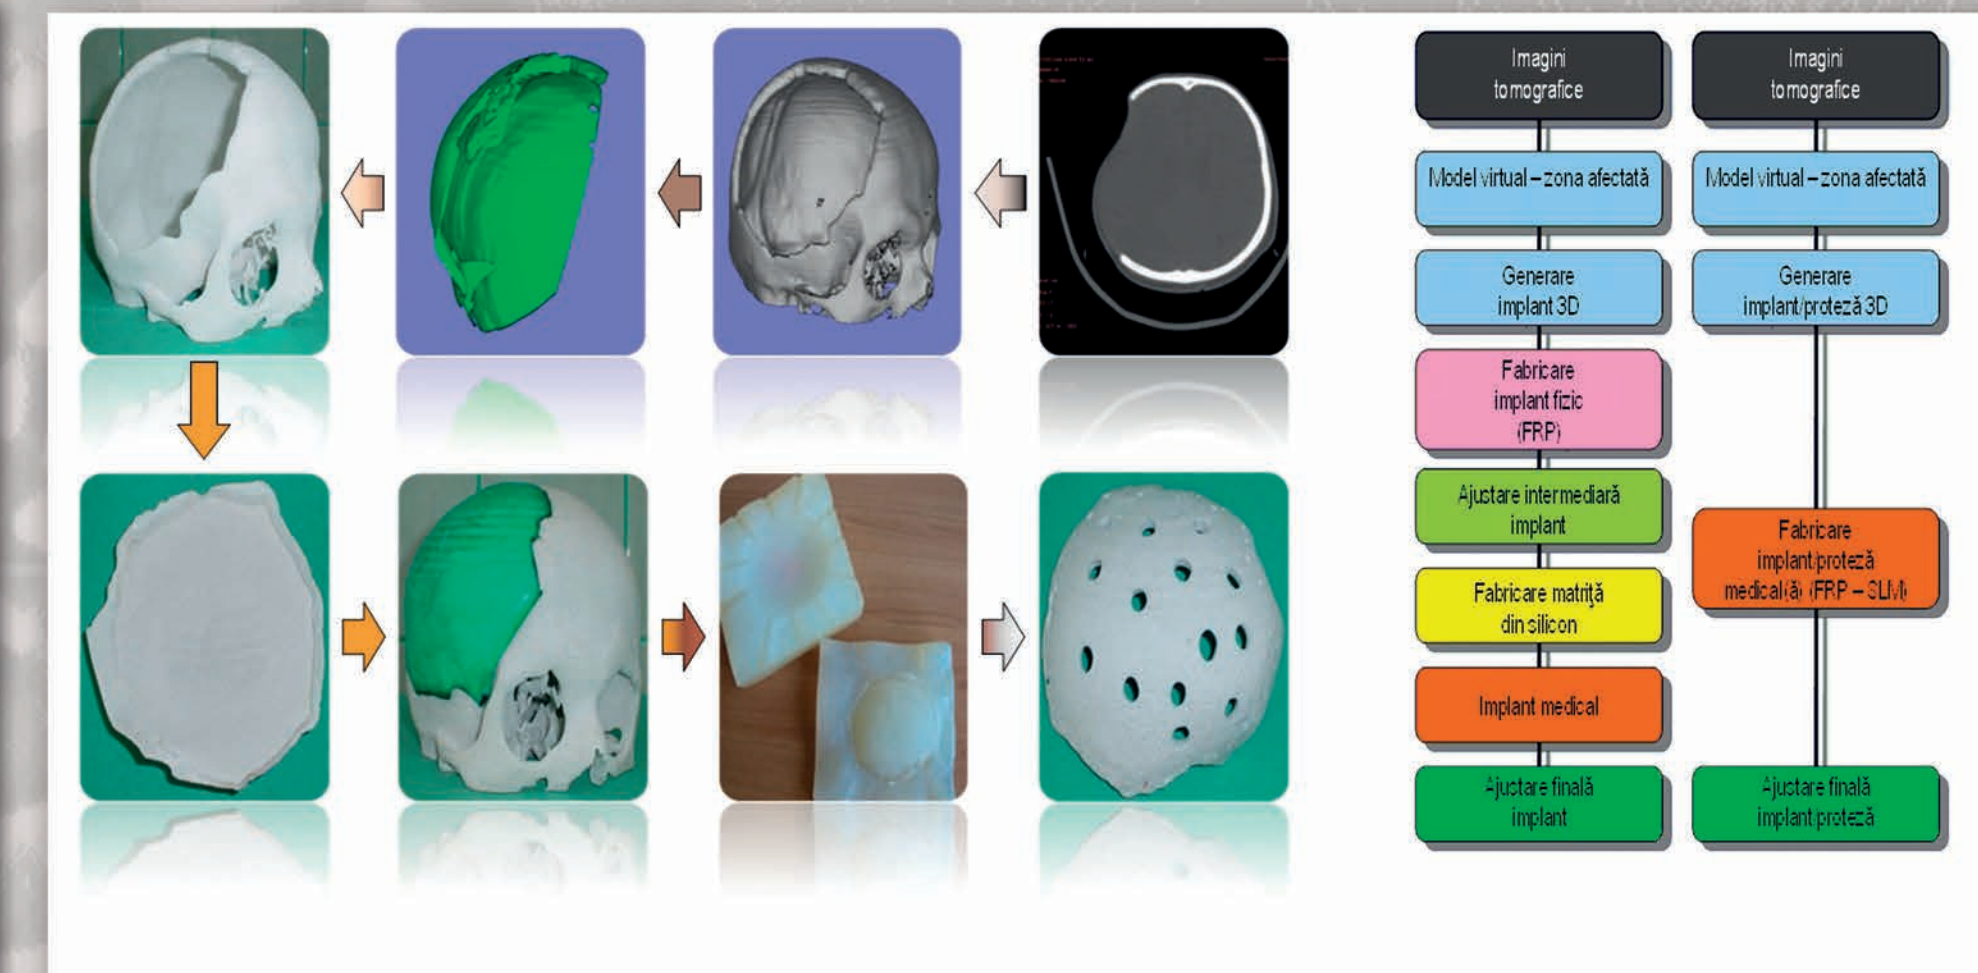 Imagini
tomografice
Model virtual – zona afectată
Generare
implant 3D
Fabricare
implant fizic
(FRP)
Ajustare intermediară
implant
Fabricare matriță
din silicon
Implant medical
Ajustare finală
implant
Imagini
tomografice
Model virtual – zona afectată
Generare
implant/proteză 3D
Fabricare
implant/proteză
medical(ă) (FRP – SLM)
Ajustare finală
implant/proteză